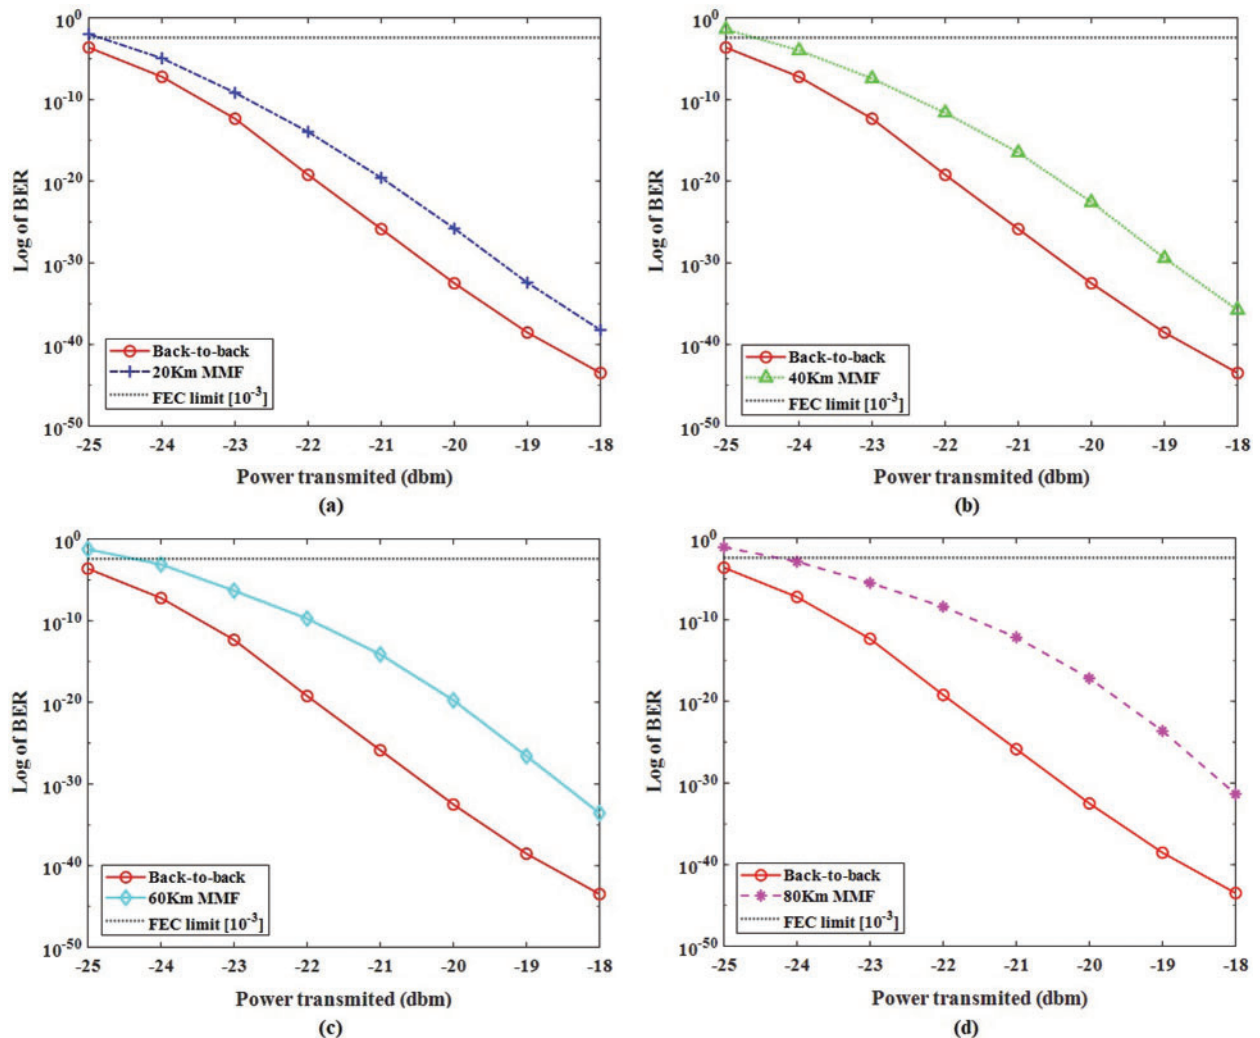 10^0
10^-10
10^-20
10^-30
10^-40
10^-50
Log of BER
Back-to-back
20Km MMF
FEC limit [10^-3]
-25 -24 -23 -22 -21 -20 -19 -18
Power transmited (dbm)
(a)
10^0
10^-10
10^-20
10^-30
10^-40
10^-50
Log of BER
Back-to-back
40Km MMF
FEC limit [10^-3]
-25 -24 -23 -22 -21 -20 -19 -18
Power transmited (dbm)
(b)
10^0
10^-10
10^-20
10^-30
10^-40
10^-50
Log of BER
Back-to-back
60Km MMF
FEC limit [10^-3]
-25 -24 -23 -22 -21 -20 -19 -18
Power transmited (dbm)
(c)
10^0
10^-10
10^-20
10^-30
10^-40
10^-50
Log of BER
Back-to-back
80Km MMF
FEC limit [10^-3]
-25 -24 -23 -22 -21 -20 -19 -18
Power transmited (dbm)
(d)